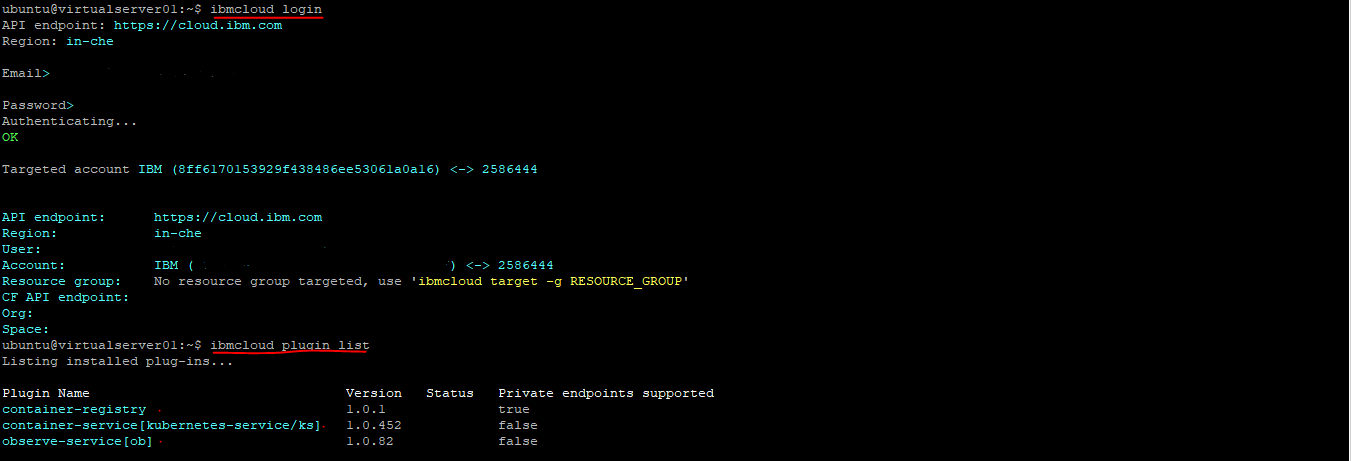 ubuntu@virtualserver01:~$ ibmcloud login
API endpoint: https://cloud.ibm.com
Region: in-che
Email>
Password>
Authenticating...
OK
Targeted account IBM (8ff6170153929f438486ee53061a0a16) <-> 2586444
API endpoint: https://cloud.ibm.com
Region: in-che
User:
Account: IBM ( ) <-> 2586444
Resource group: No resource group targeted, use 'ibmcloud target -g RESOURCE_GROUP'
CF API endpoint:
Org:
Space:
ubuntu@virtualserver01:~$ ibmcloud plugin list
Listing installed plug-ins...
Plugin Name Version Status Private endpoints supported
container-registry 1.0.1 true
container-service[kubernetes-service/ks] 1.0.452 false
observe-service[ob] 1.0.82 false